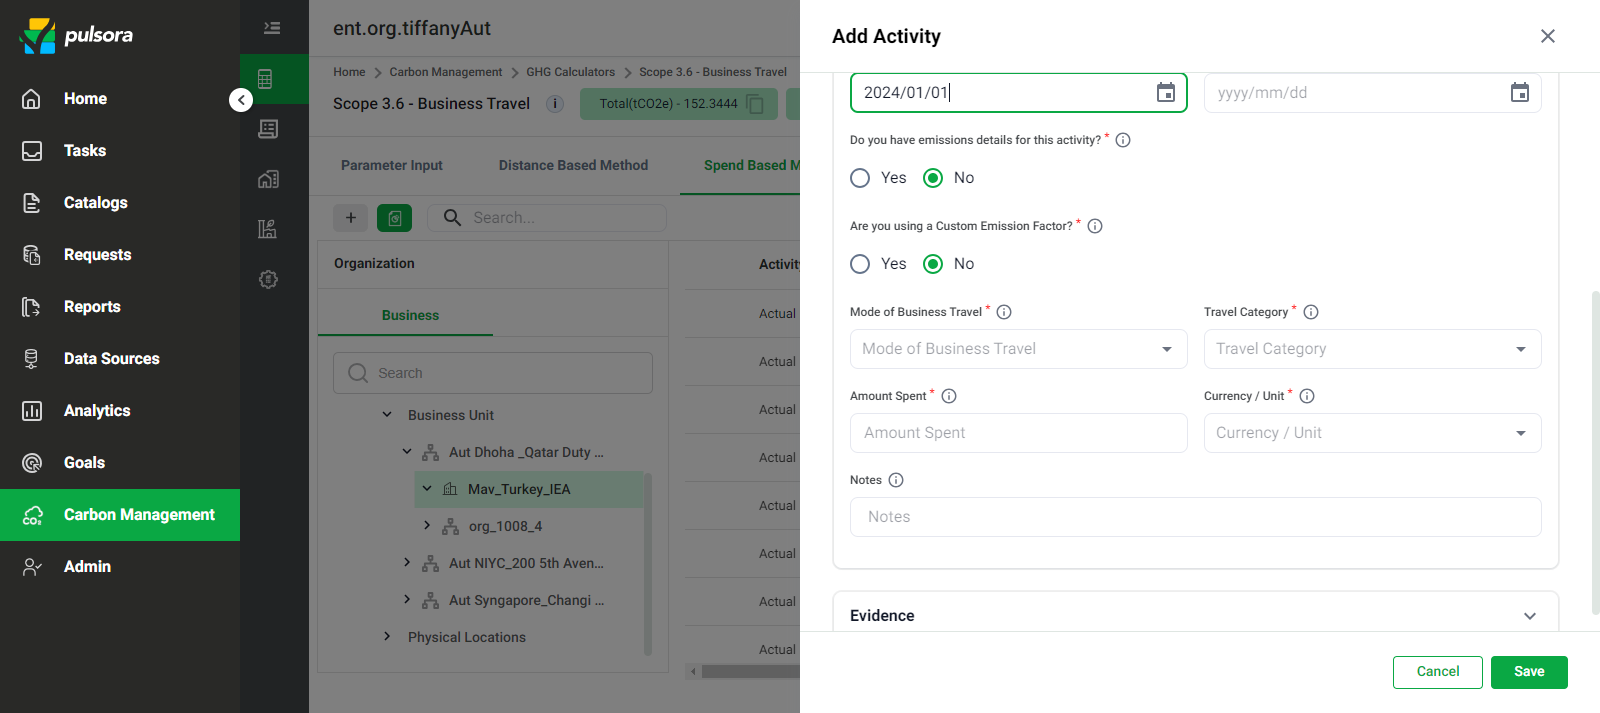 pulsora
Home
Tasks
Catalogs
Requests
Reports
Data Sources
Analytics
Goals
Carbon Management
Admin
ent.org.tiffanyAut
Home > Carbon Management > GHG Calculators > Scope 3.6 - Business Travel
Scope 3.6 - Business Travel i Total(tCO2e) - 152.3444
Parameter Input Distance Based Method Spend Based M
+ Search...
Organization
Business
Search
Business Unit
Aut Dhoha _Qatar Duty ...
Mav_Turkey_IEA
org_1008_4
Aut NIYC_200 5th Aven...
Aut Syngapore_Changi ...
Physical Locations
Activity
Actual
Actual
Actual
Actual
Actual
Actual
Actual
Actual
Add Activity
2024/01/01 yyyy/mm/dd
Do you have emissions details for this activity? *
Yes No
Are you using a Custom Emission Factor? *
Yes No
Mode of Business Travel * Travel Category *
Mode of Business Travel Travel Category
Amount Spent * Currency / Unit *
Amount Spent Currency / Unit
Notes
Notes
Evidence
Cancel Save